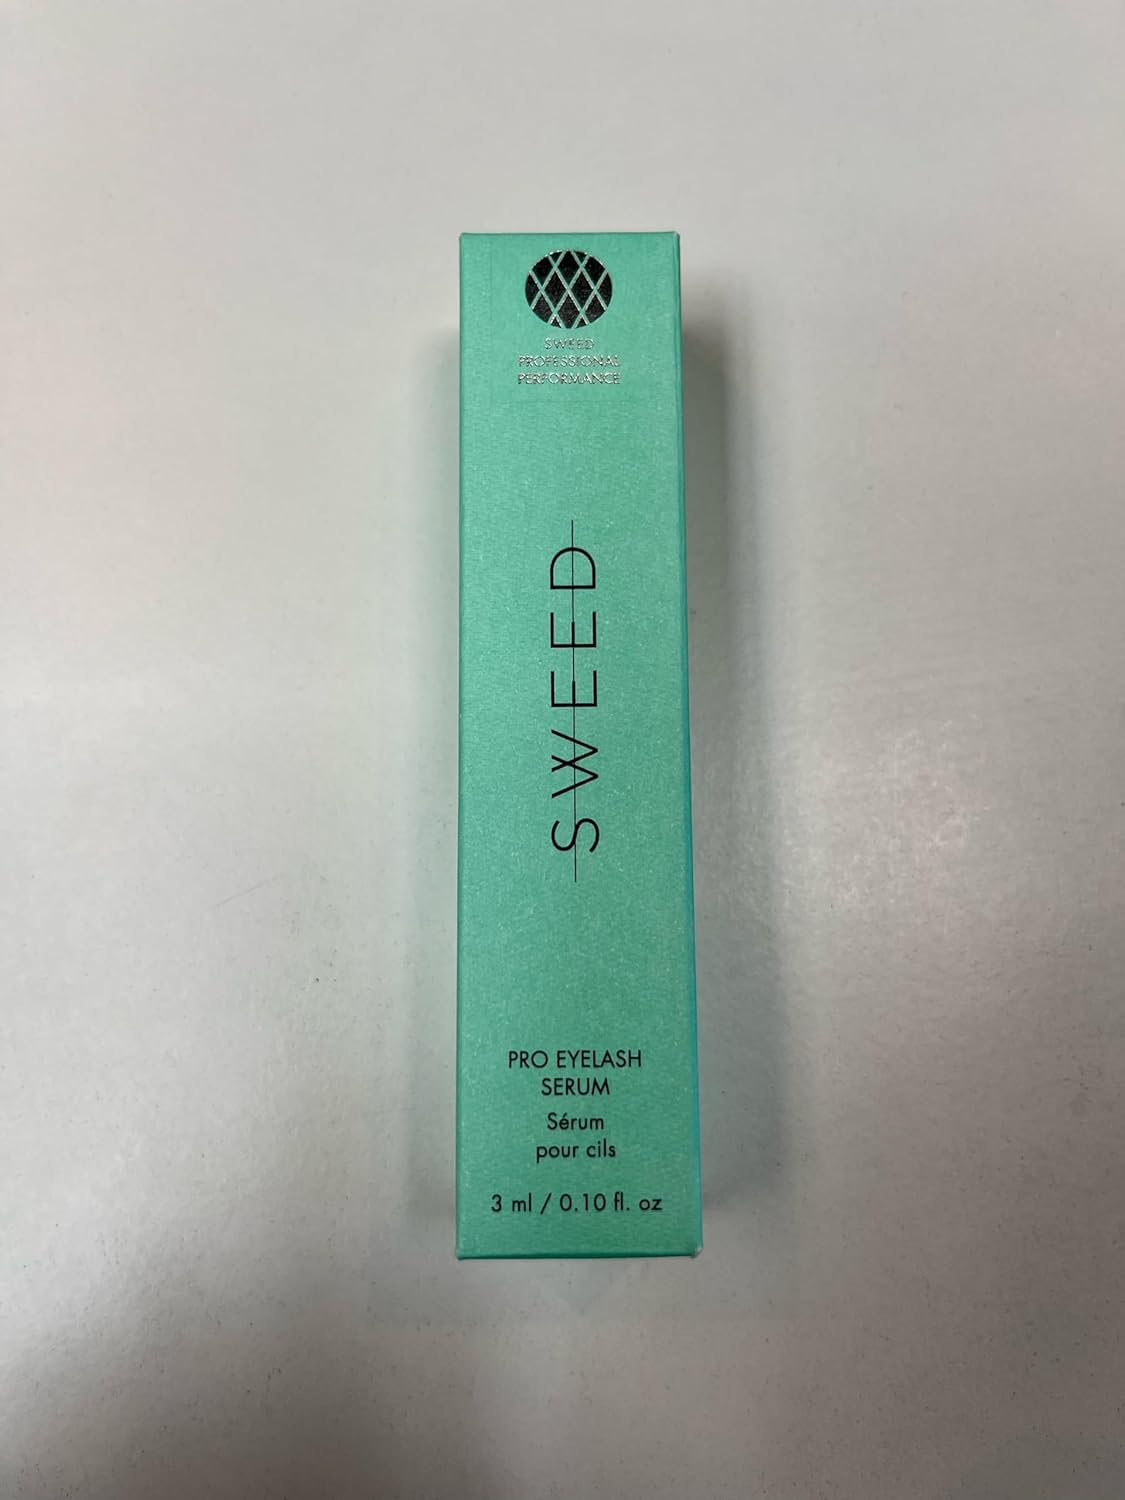 SWEED
PROFESSIONAL
PERFORMANCE
SWEED
PRO EYELASH
SERUM
Sérum
pour cils
3 ml / 0.10 fl. oz